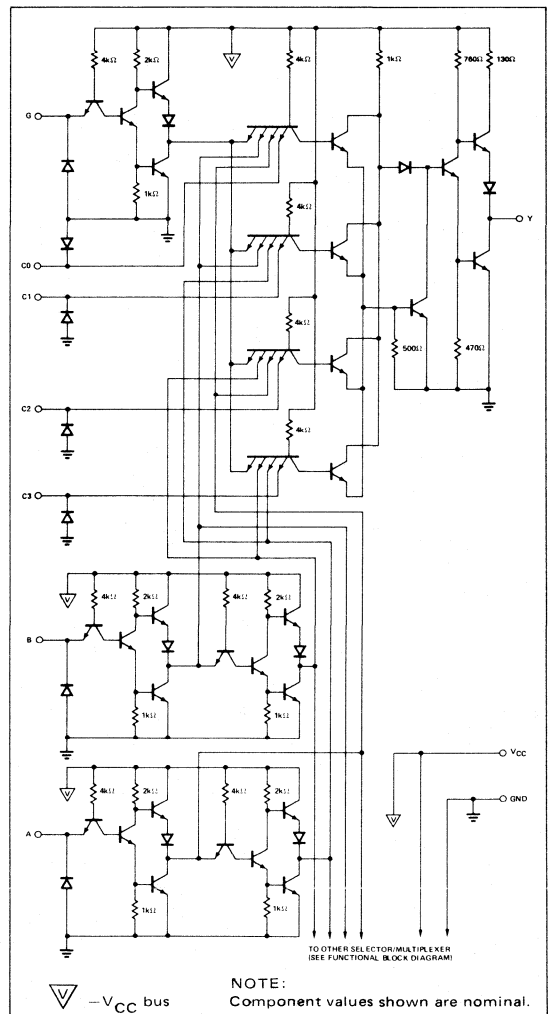 4kΩ
2kΩ
V
4kΩ
1kΩ
760Ω
130Ω
G
1kΩ
Y
C0
4kΩ
C1
4kΩ
500Ω
470Ω
C2
4kΩ
C3
V
4kΩ
2kΩ
4kΩ
2kΩ
B
1kΩ
1kΩ
V
4kΩ
2kΩ
4kΩ
2kΩ
VCC
V
GND
A
1kΩ
1kΩ
TO OTHER SELECTOR/MULTIPLEXER
(SEE FUNCTIONAL BLOCK DIAGRAM)
V – VCC bus
NOTE:
Component values shown are nominal.